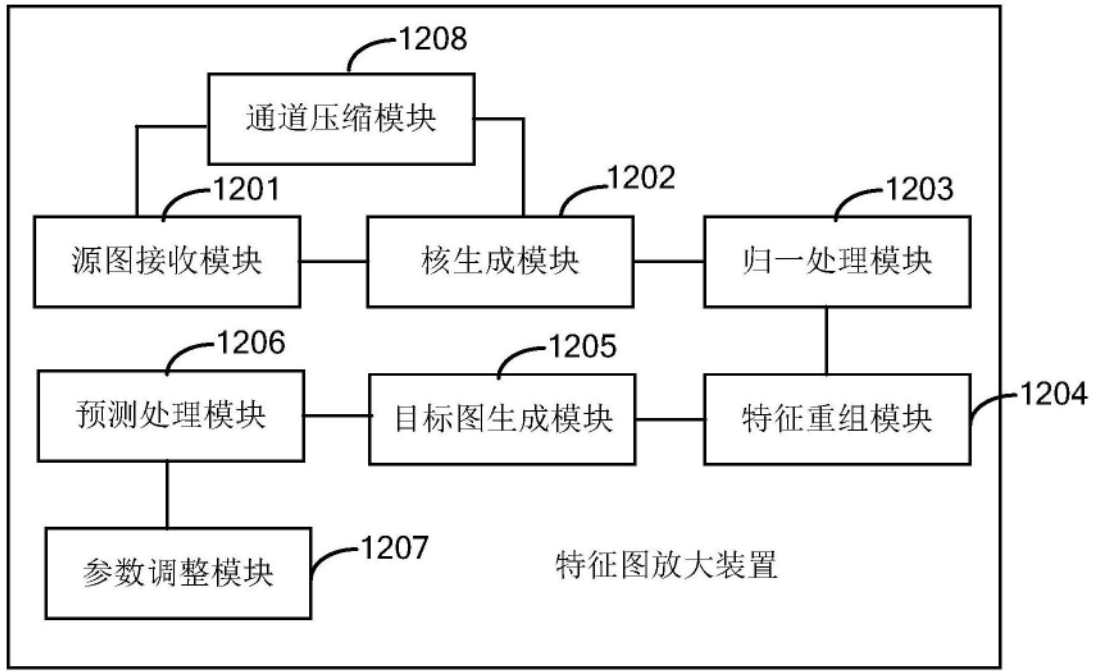 1208
通道压缩模块
1201
1202
1203
源图接收模块
核生成模块
归一处理模块
1206
1205
1204
预测处理模块
目标图生成模块
特征重组模块
1207
参数调整模块
特征图放大装置